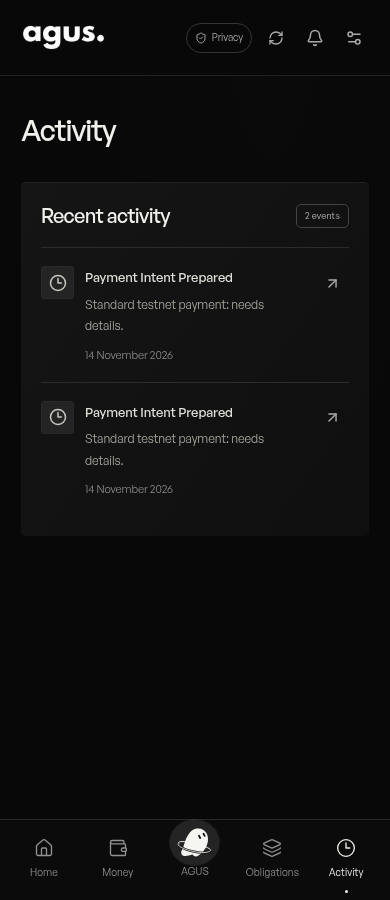 agus.
Privacy
Activity
Recent activity
2 events
Payment Intent Prepared
Standard testnet payment: needs
details.
14 November 2026
Payment Intent Prepared
Standard testnet payment: needs
details.
14 November 2026
Home
Money
AGUS
Obligations
Activity